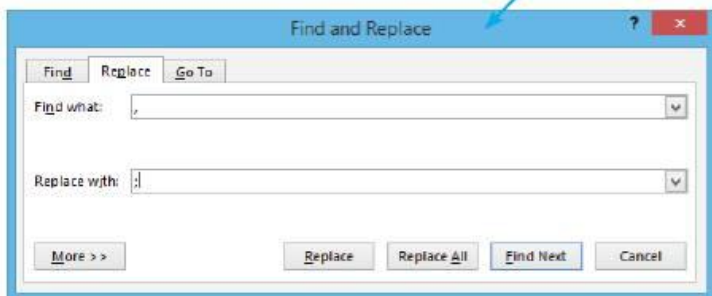 Find and Replace ? ×
Find Replace Go To
Find what: ,
Replace with: ;
More >> Replace Replace All Find Next Cancel